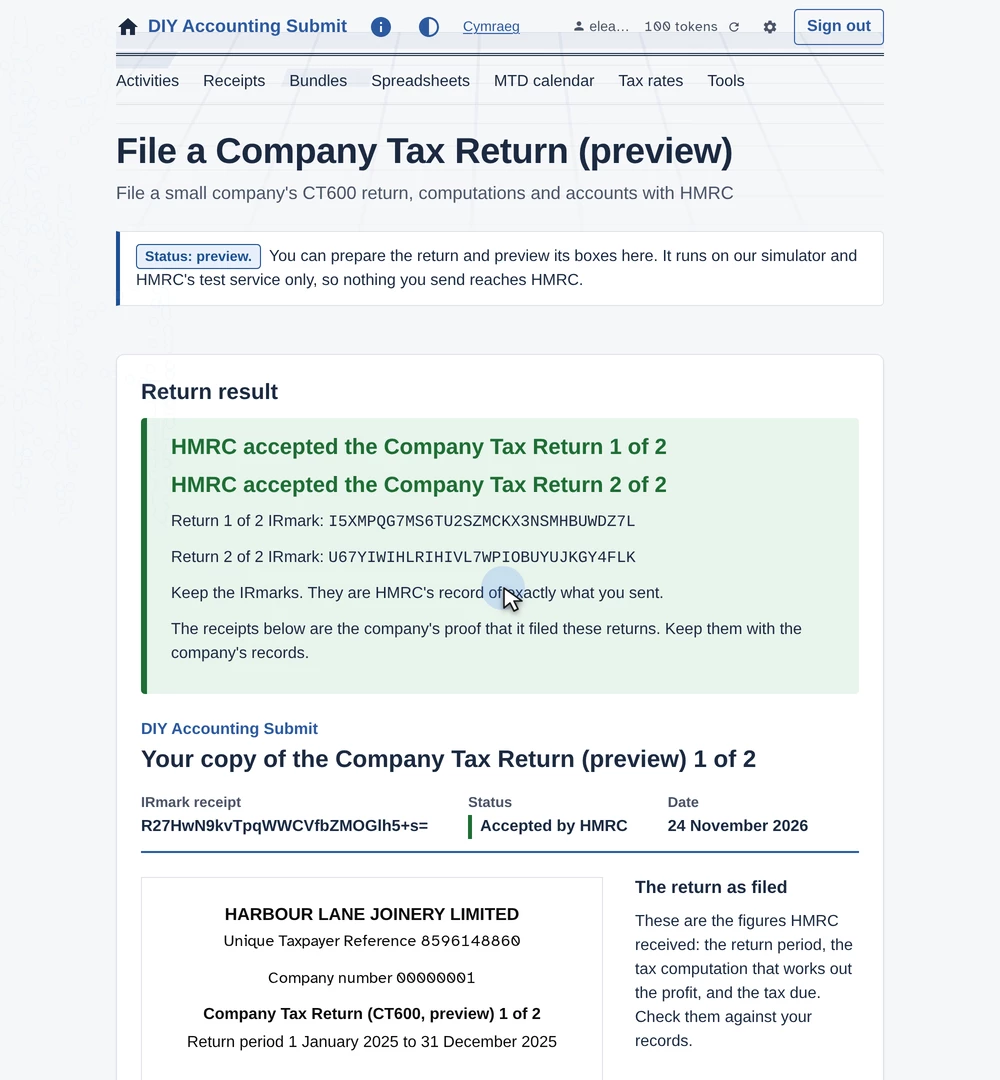 DIY Accounting Submit
Cymraeg
elea...
100 tokens
Sign out
Activities
Receipts
Bundles
Spreadsheets
MTD calendar
Tax rates
Tools
File a Company Tax Return (preview)
File a small company's CT600 return, computations and accounts with HMRC
Status: preview. You can prepare the return and preview its boxes here. It runs on our simulator and
HMRC's test service only, so nothing you send reaches HMRC.
Return result
HMRC accepted the Company Tax Return 1 of 2
HMRC accepted the Company Tax Return 2 of 2
Return 1 of 2 IRmark: I5XMPQG7MS6TU2SZMCKX3NSMHBUWDZ7L
Return 2 of 2 IRmark: U67YIWIHLRIHIVL7WPIOBUYUJKGY4FLK
Keep the IRmarks. They are HMRC's record of exactly what you sent.
The receipts below are the company's proof that it filed these returns. Keep them with the
company's records.
DIY Accounting Submit
Your copy of the Company Tax Return (preview) 1 of 2
IRmark receipt
R27HwN9kvTpqWWCVfbZMOGlh5+s=
Status
Accepted by HMRC
Date
24 November 2026
HARBOUR LANE JOINERY LIMITED
Unique Taxpayer Reference 8596148860
Company number 00000001
Company Tax Return (CT600, preview) 1 of 2
Return period 1 January 2025 to 31 December 2025
The return as filed
These are the figures HMRC
received: the return period, the
tax computation that works out
the profit, and the tax due.
Check them against your
records.